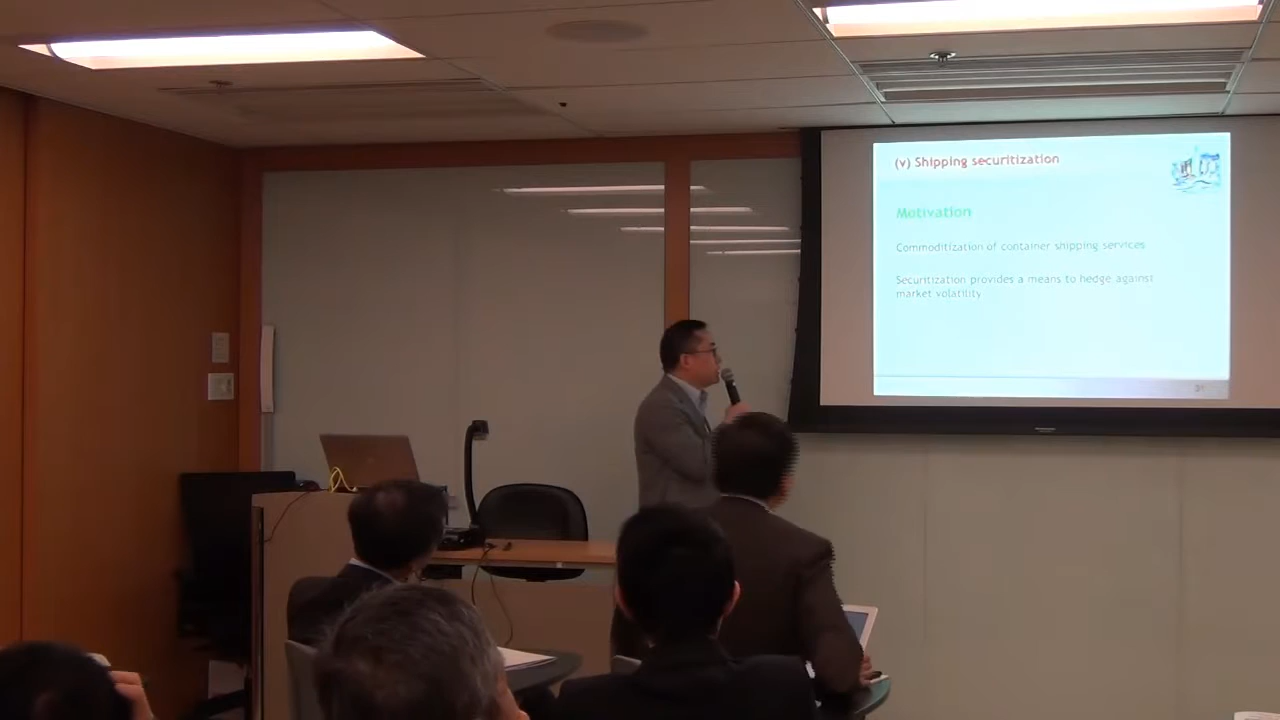 (v) Shipping securitization
Motivation
Commoditization of container shipping services
Securitization provides a means to hedge against
market volatility